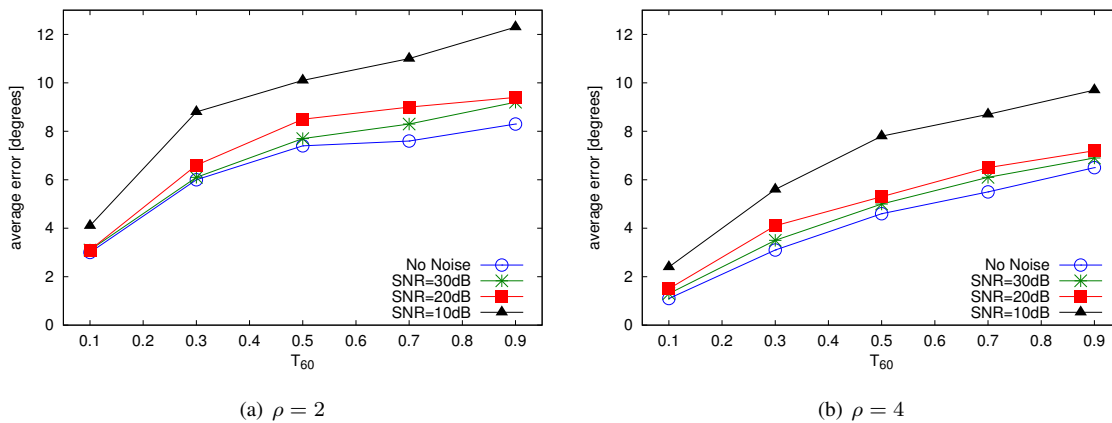 12
10
8
6
4
2
0
average error [degrees]
No Noise
SNR=30dB
SNR=20dB
SNR=10dB
0.1 0.2 0.3 0.4 0.5 0.6 0.7 0.8 0.9
T60
(a) ρ = 2
12
10
8
6
4
2
0
average error [degrees]
No Noise
SNR=30dB
SNR=20dB
SNR=10dB
0.1 0.2 0.3 0.4 0.5 0.6 0.7 0.8 0.9
T60
(b) ρ = 4